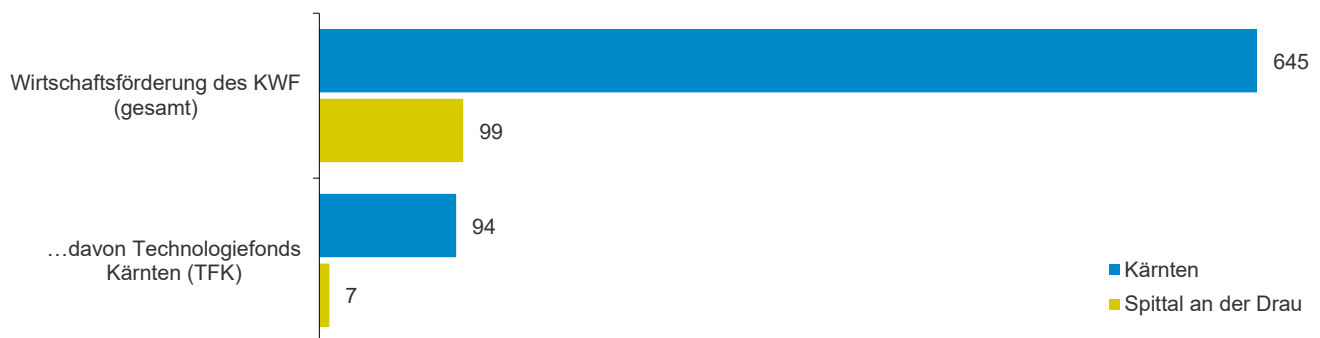 Wirtschaftsförderung des KWF
(gesamt)
645
99
…davon Technologiefonds
Kärnten (TFK)
94
7
Kärnten
Spittal an der Drau